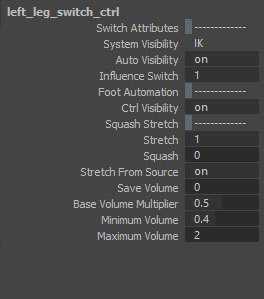 left_leg_switch_ctrl
Switch Attributes -------------
System Visibility IK
Auto Visibility on
Influence Switch 1
Foot Automation -------------
Ctrl Visibility on
Squash Stretch -------------
Stretch 1
Squash 0
Stretch From Source on
Save Volume 0
Base Volume Multiplier 0.5
Minimum Volume 0.4
Maximum Volume 2